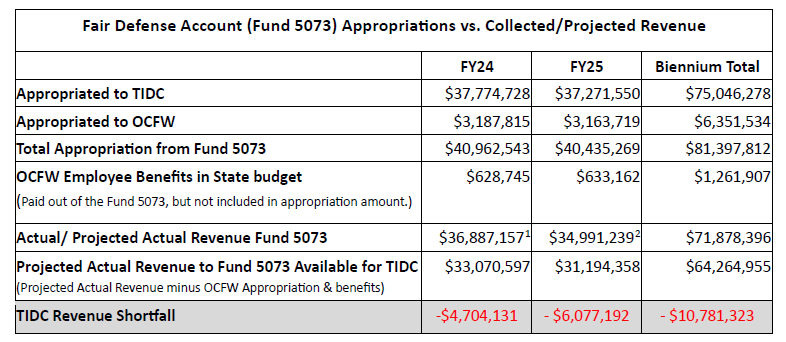 Fair Defense Account (Fund 5073) Appropriations vs. Collected/Projected Revenue
FY24 FY25 Biennium Total
Appropriated to TIDC $37,774,728 $37,271,550 $75,046,278
Appropriated to OCFW $3,187,815 $3,163,719 $6,351,534
Total Appropriation from Fund 5073 $40,962,543 $40,435,269 $81,397,812
OCFW Employee Benefits in State budget $628,745 $633,162 $1,261,907
(Paid out of the Fund 5073, but not included in appropriation amount.)
Actual/ Projected Actual Revenue Fund 5073 $36,887,157¹ $34,991,239² $71,878,396
Projected Actual Revenue to Fund 5073 Available for TIDC $33,070,597 $31,194,358 $64,264,955
(Projected Actual Revenue minus OCFW Appropriation & benefits)
TIDC Revenue Shortfall -$4,704,131 - $6,077,192 - $10,781,323